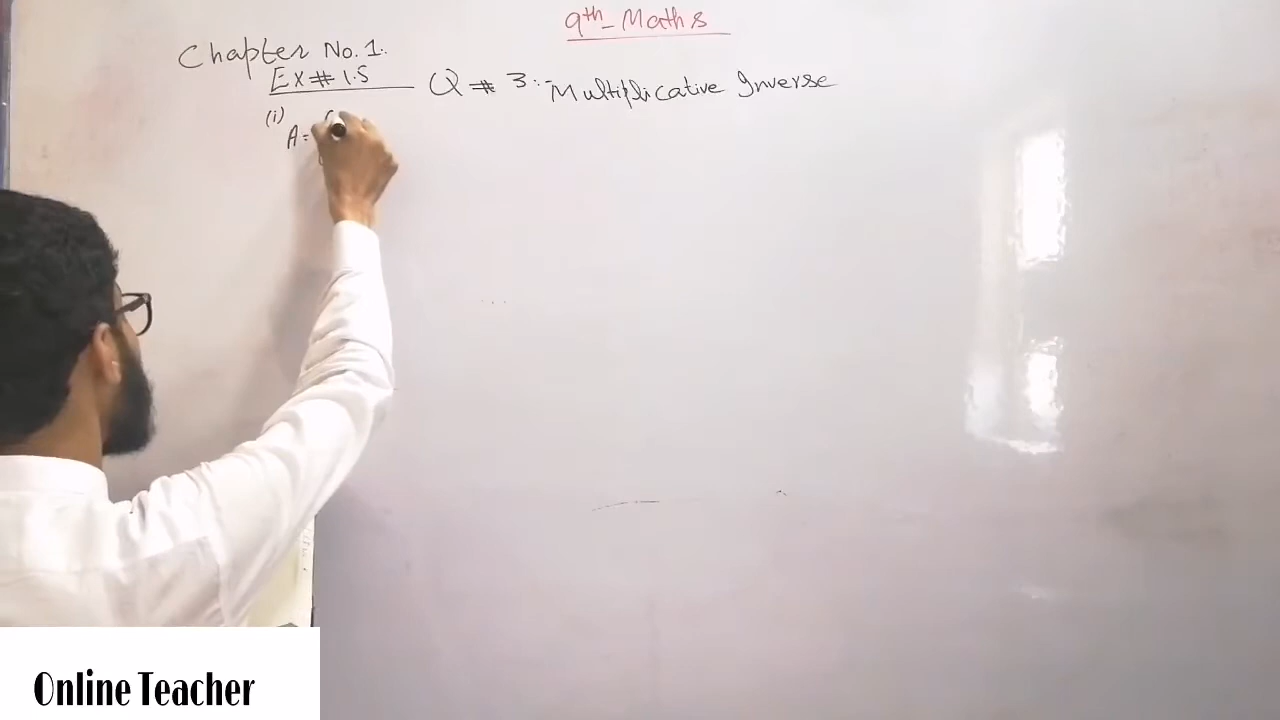 9th - Maths
Chapter No. 1.
Ex # 1.5
Q # 3:- Multiplicative Inverse
(i)
A =
Online Teacher